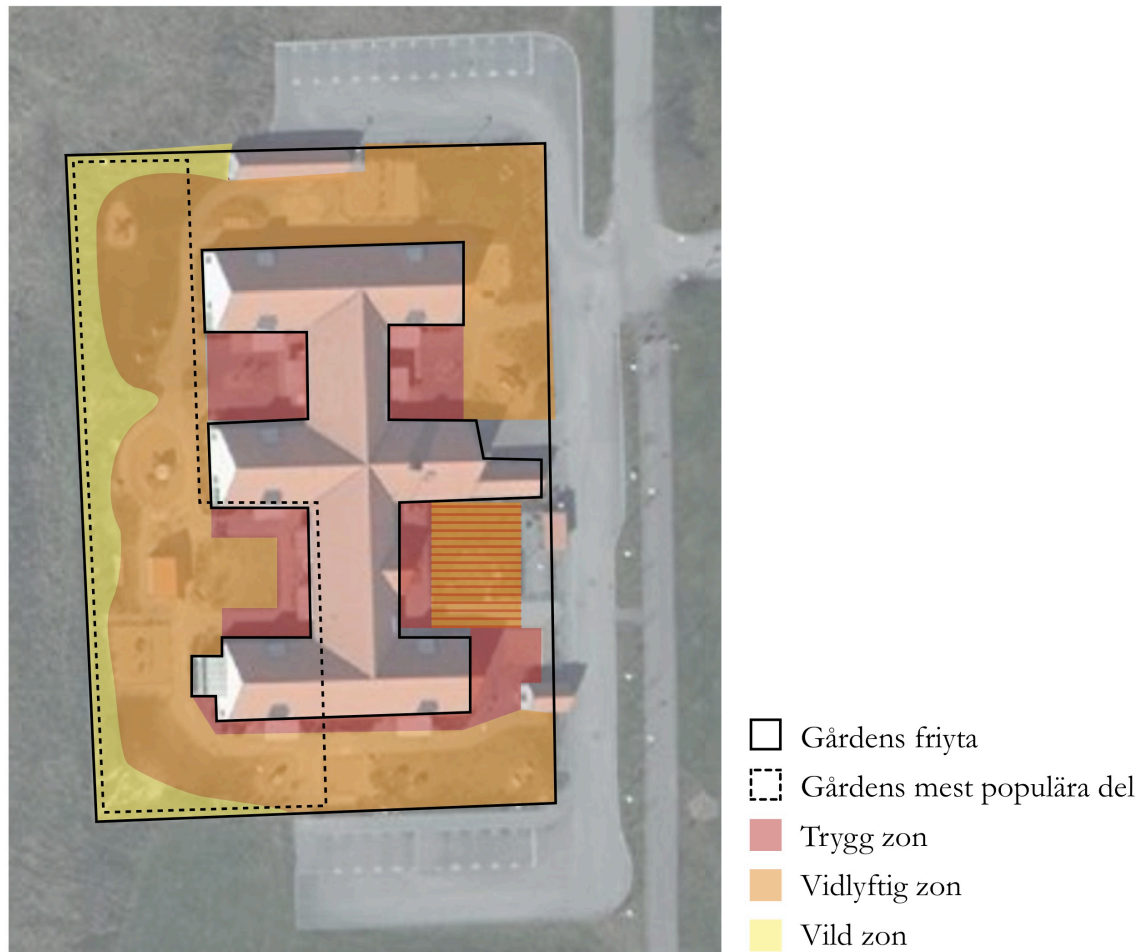 Gårdens friyta
Gårdens mest populära del
Trygg zon
Vidlyftig zon
Vild zon